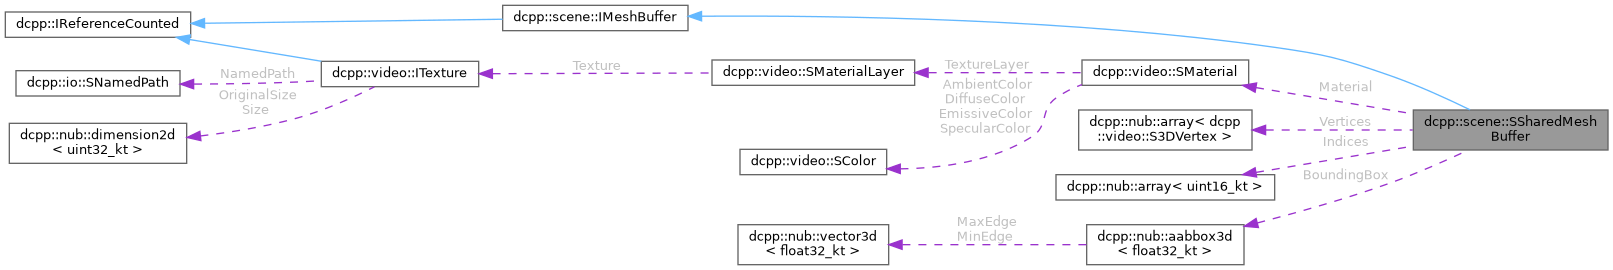 dcpp::IReferenceCounted
dcpp::scene::IMeshBuffer
dcpp::io::SNamedPath
NamedPath
OriginalSize
Size
dcpp::video::ITexture
Texture
dcpp::video::SMaterialLayer
TextureLayer
AmbientColor
DiffuseColor
EmissiveColor
SpecularColor
dcpp::video::SMaterial
Material
dcpp::nub::dimension2d
< uint32_kt >
dcpp::nub::array< dcpp
::video::S3DVertex >
Vertices
Indices
BoundingBox
dcpp::scene::SSharedMesh
Buffer
dcpp::video::SColor
dcpp::nub::array< uint16_kt >
dcpp::nub::vector3d
< float32_kt >
MaxEdge
MinEdge
dcpp::nub::aabbox3d
< float32_kt >